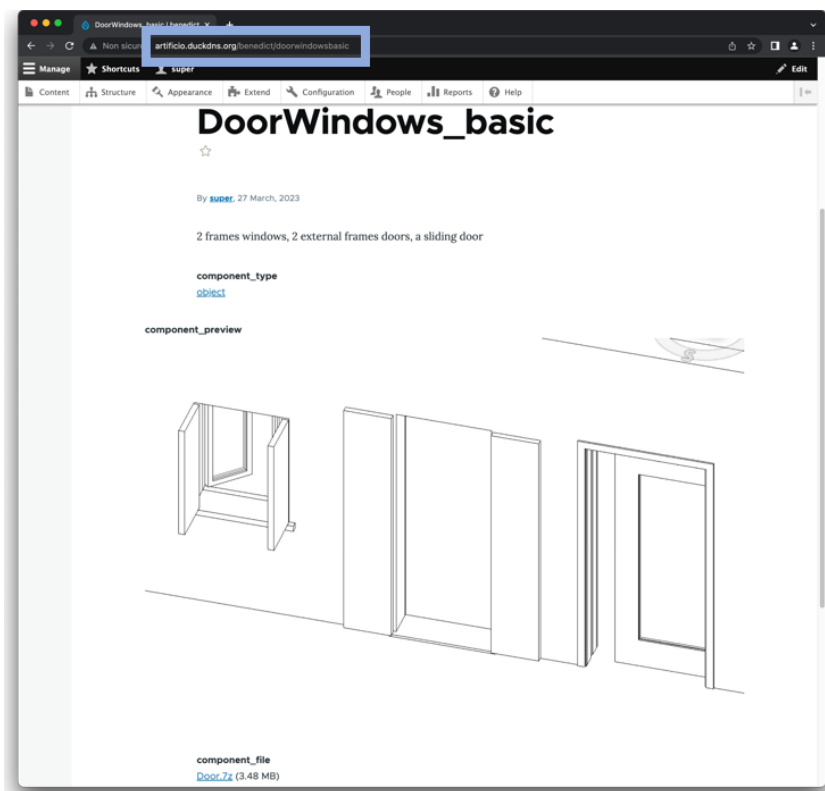 DoorWindows_basic | benedict
Non sicuro artificio.duckdns.org/benedict/doorwindowsbasic
Manage Shortcuts super Edit
Content Structure Appearance Extend Configuration People Reports Help
DoorWindows_basic
By super, 27 March, 2023
2 frames windows, 2 external frames doors, a sliding door
component_type
object
component_preview
S
component_file
Door.7z (3.48 MB)